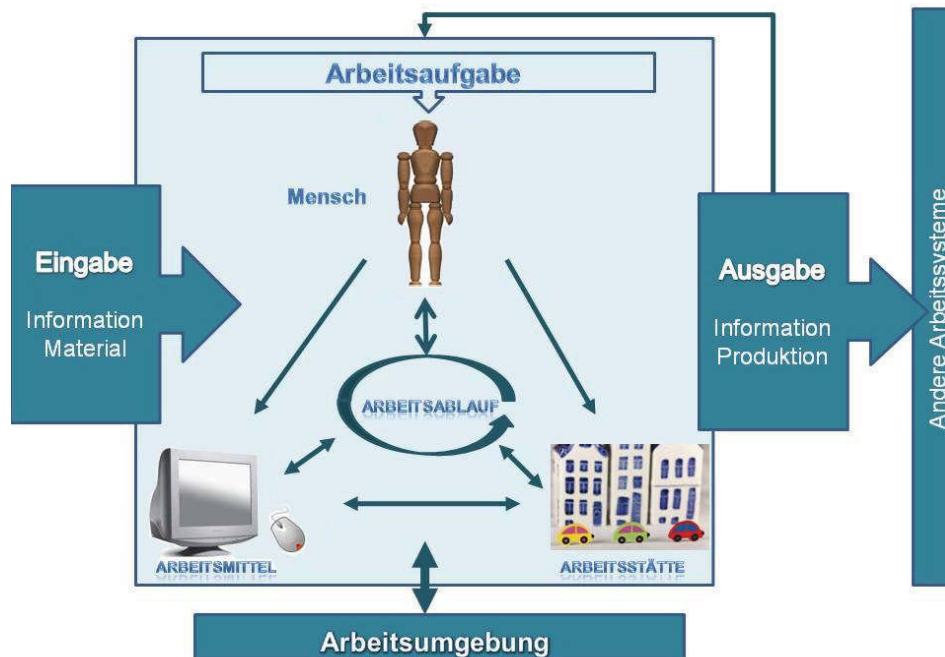 Arbeitsaufgabe
Mensch
Eingabe
Information
Material
Ausgabe
Information
Produktion
Andere Arbeitssysteme
ARBEITSABLAUF
ARBEITSMITTEL
ARBEITSSTÄTTE
Arbeitsumgebung